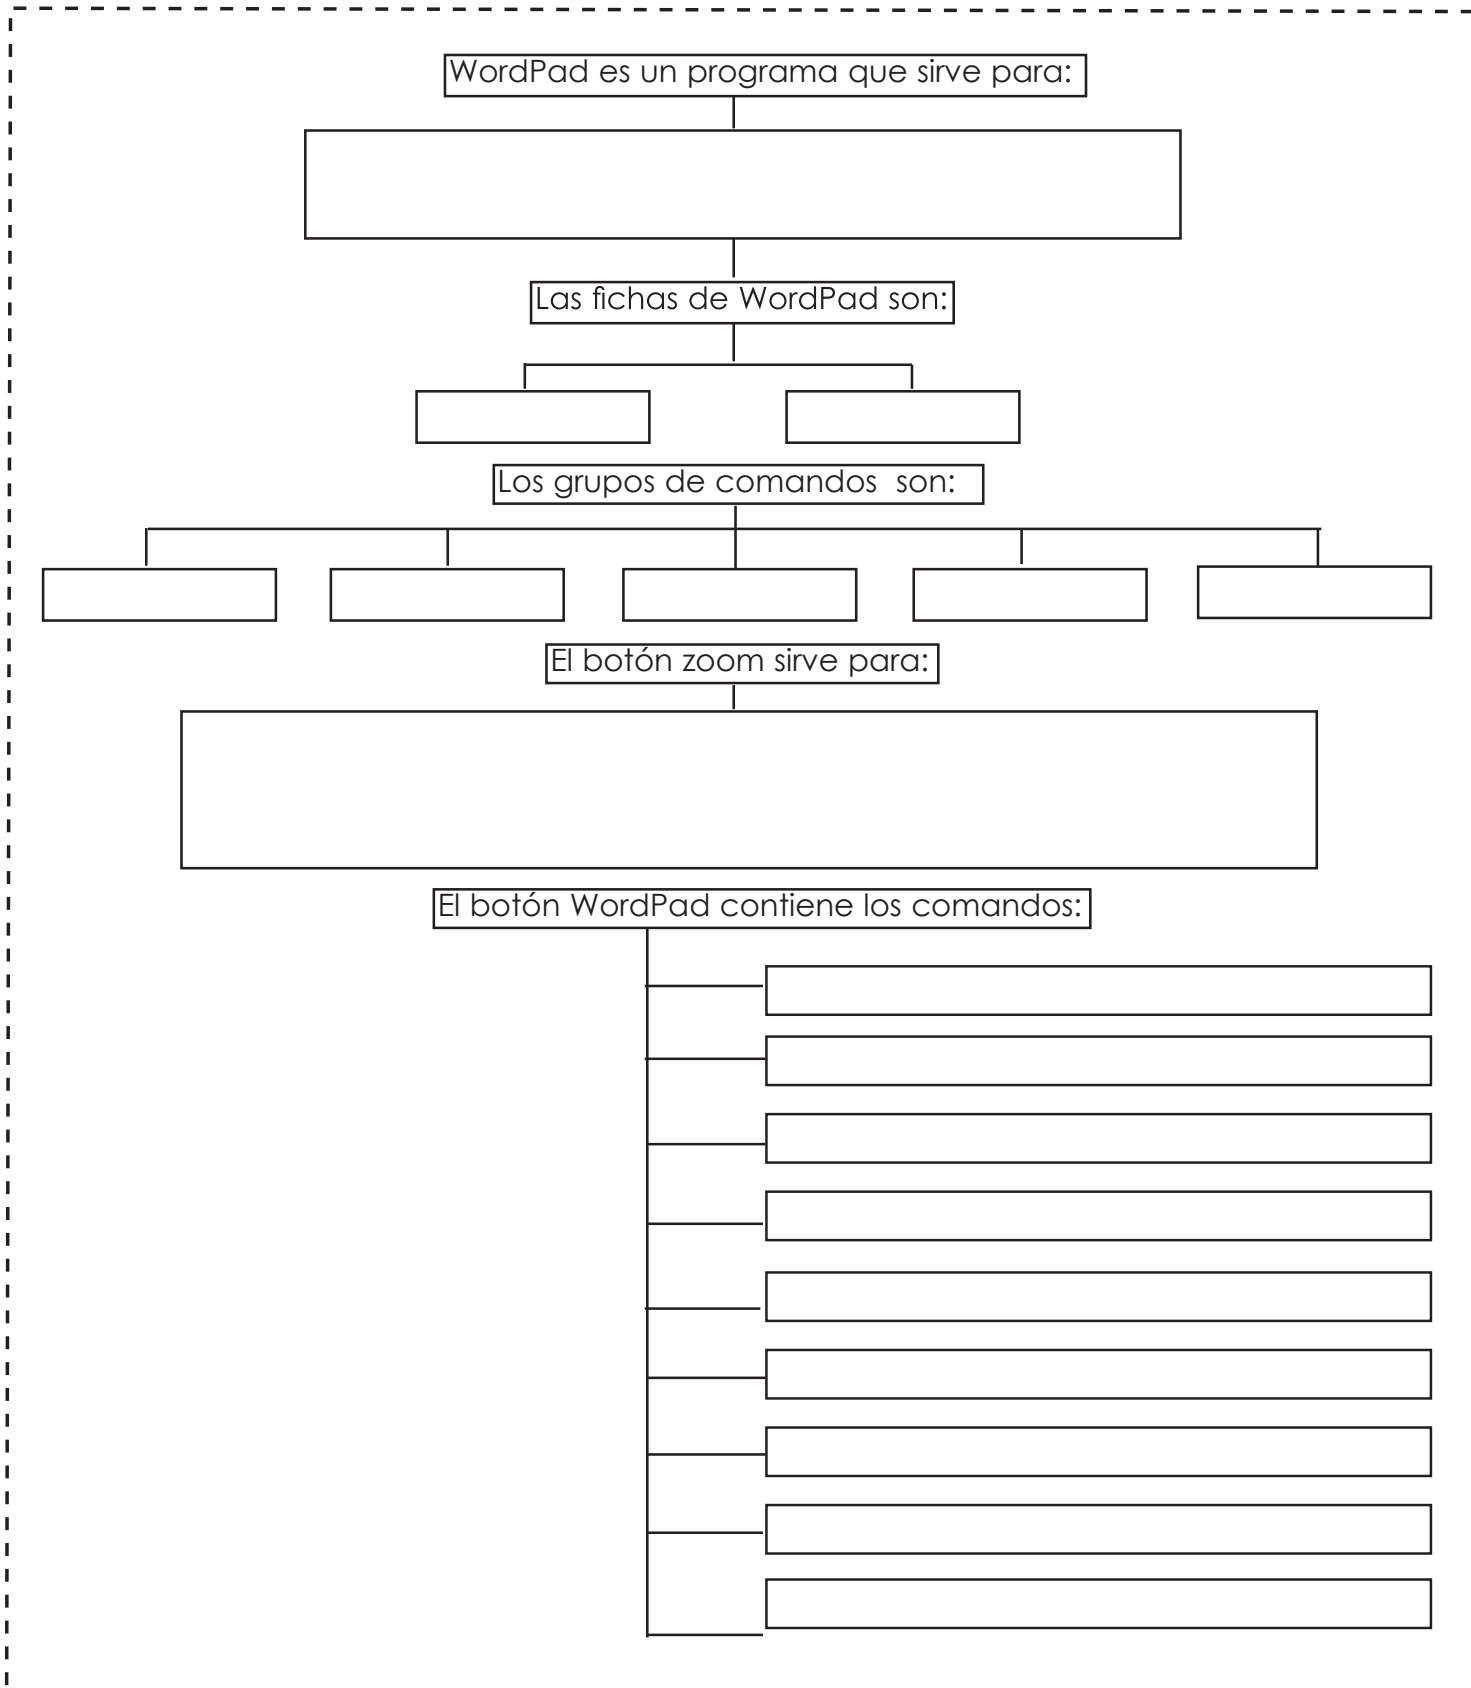 WordPad es un programa que sirve para:
Las fichas de WordPad son:
Los grupos de comandos  son:
El botón zoom sirve para:
El botón WordPad contiene los comandos: